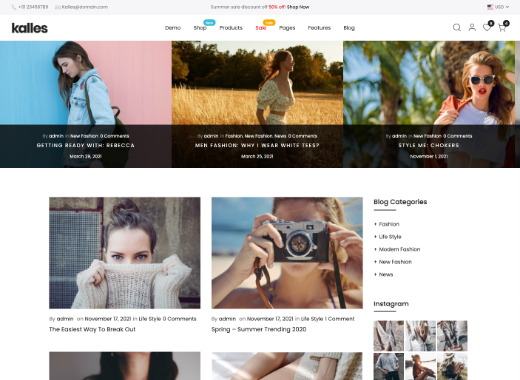 +01 23456789 Kalles@domain.com
Summer sale discount off 50% off! Shop Now
USD
kalles
Demo
Shop
New
Products
Sale
Pages
Features
Blog
0
0
By admin in New Fashion 0 Comments
GETTING READY WITH: REBECCA
March 29, 2021
By admin in Fashion, New Fashion, News 0 Comments
MEN FASHION: WHY I WEAR WHITE TEES?
March 25, 2021
By admin in New Fashion 0 Comments
STYLE ME: CHOKERS
November 1, 2021
By admin on November 17, 2021 in Life Style 0 Comments
The Easiest Way To Break Out
By admin on November 17, 2021 in Life Style 1 Comment
Spring – Summer Trending 2020
Blog Categories
+ Fashion
+ Life Style
+ Modern Fashion
+ New Fashion
+ News
Instagram